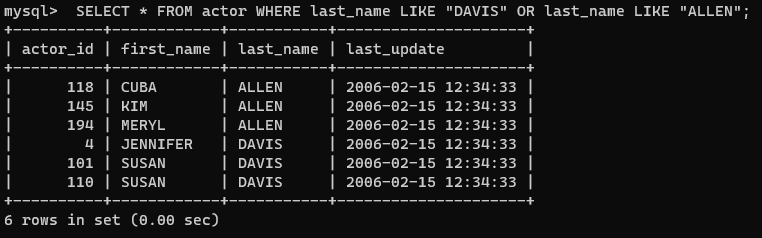 mysql>  SELECT * FROM actor WHERE last_name LIKE "DAVIS" OR last_name LIKE "ALLEN";
+----------+------------+-----------+---------------------+
| actor_id | first_name | last_name | last_update         |
+----------+------------+-----------+---------------------+
|      118 | CUBA       | ALLEN     | 2006-02-15 12:34:33 |
|      145 | KIM        | ALLEN     | 2006-02-15 12:34:33 |
|      194 | MERYL      | ALLEN     | 2006-02-15 12:34:33 |
|        4 | JENNIFER   | DAVIS     | 2006-02-15 12:34:33 |
|      101 | SUSAN      | DAVIS     | 2006-02-15 12:34:33 |
|      110 | SUSAN      | DAVIS     | 2006-02-15 12:34:33 |
+----------+------------+-----------+---------------------+
6 rows in set (0.00 sec)